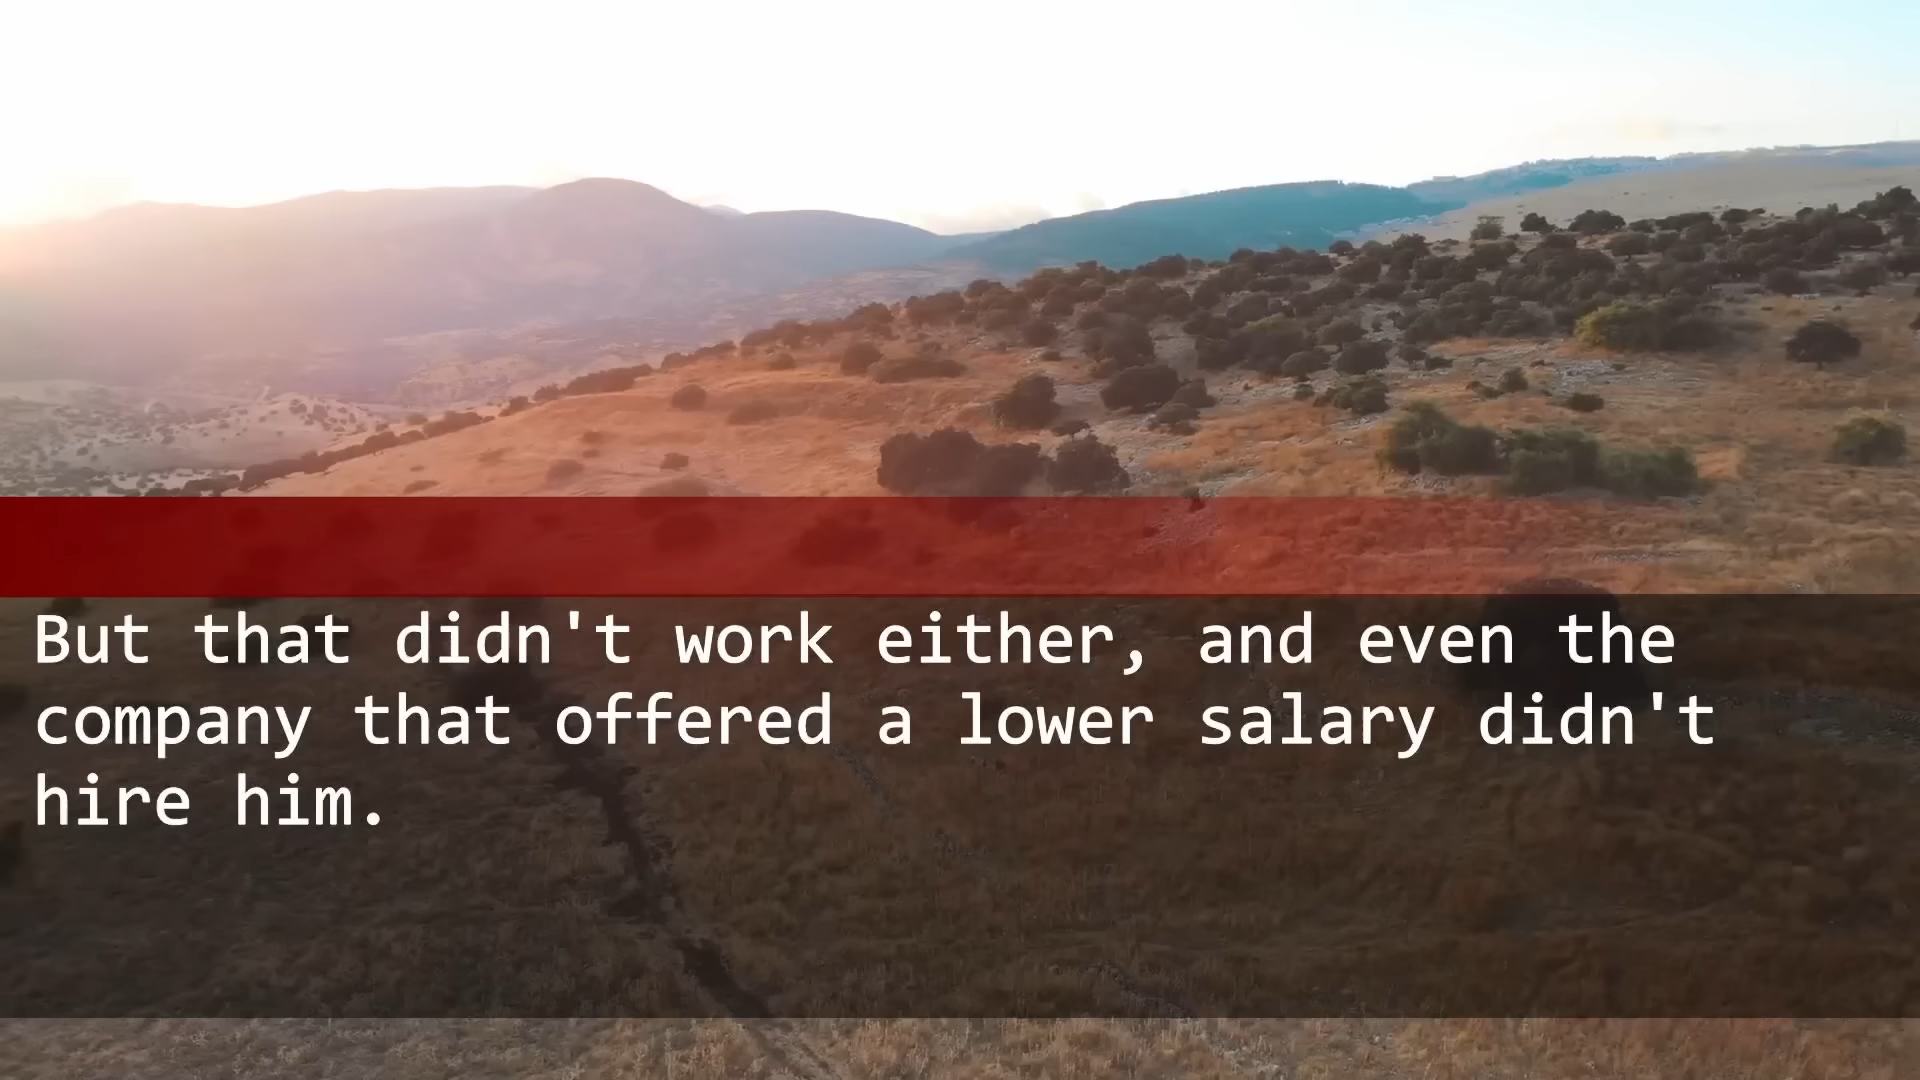 But that didn't work either, and even the
company that offered a lower salary didn't
hire him.